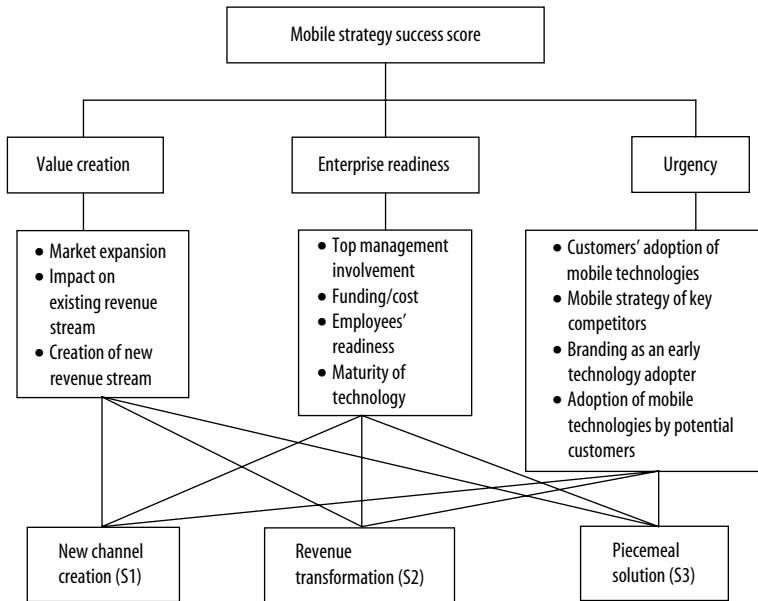 Mobile strategy success score
Value creation
Enterprise readiness
Urgency
● Market expansion
● Impact on
existing revenue
stream
● Creation of new
revenue stream
● Top management
involvement
● Funding/cost
● Employees’
readiness
● Maturity of
technology
● Customers’ adoption of
mobile technologies
● Mobile strategy of key
competitors
● Branding as an early
technology adopter
● Adoption of mobile
technologies by potential
customers
New channel
creation (S1)
Revenue
transformation (S2)
Piecemeal
solution (S3)